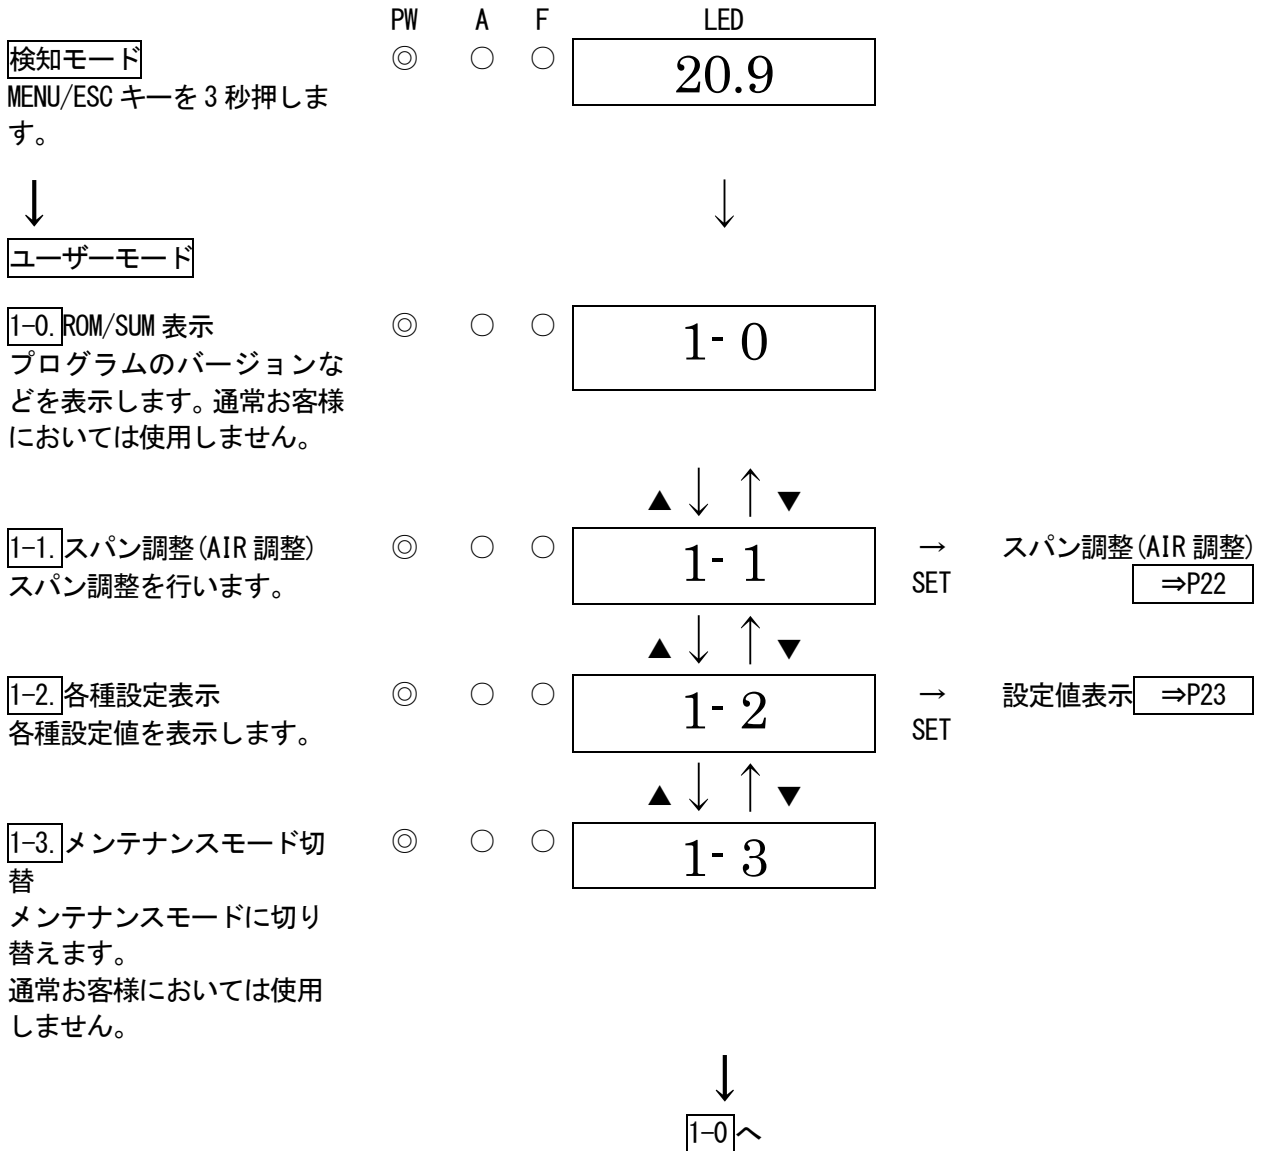 PW A F LED
検知モード ◎ ○ ○ 20.9
MENU/ESC キーを3秒押しま
す。
↓ ↓
ユーザーモード
1-0. ROM/SUM 表示 ◎ ○ ○ 1- 0
プログラムのバージョンな
どを表示します。通常お客様
においては使用しません。
▲ ↓ ↑ ▼
1-1. スパン調整(AIR 調整) ◎ ○ ○ 1- 1 → スパン調整(AIR 調整)
スパン調整を行います。 SET ⇒P22
▲ ↓ ↑ ▼
1-2. 各種設定表示 ◎ ○ ○ 1- 2 → 設定値表示 ⇒P23
各種設定値を表示します。 SET
▲ ↓ ↑ ▼
1-3. メンテナンスモード切 ◎ ○ ○ 1- 3
替
メンテナンスモードに切り
替えます。
通常お客様においては使用
しません。
↓
1-0 へ